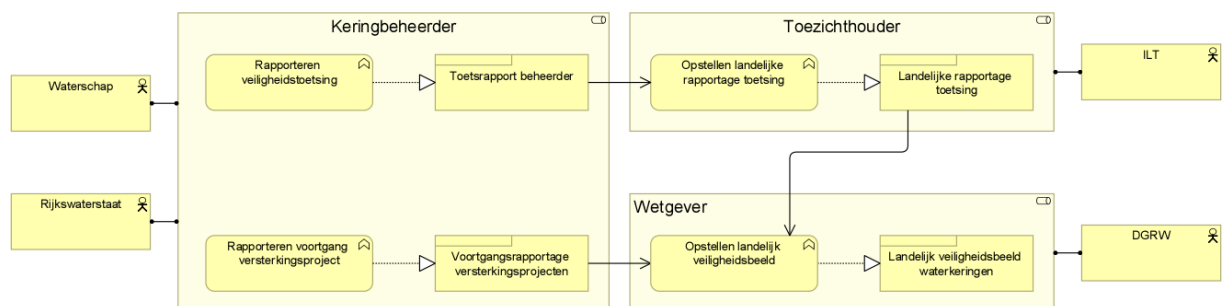 Keringbeheerder
Toezichthouder
Waterschap
Rapporteren
veiligheidstoetsing
Toetsrapport beheerder
Opstellen landelijke
rapportage toetsing
Landelijke rapportage
toetsing
ILT
Rijkswaterstaat
Wetgever
Rapporteren voortgang
versterkingsproject
Voortgangsrapportage
versterkingsprojecten
Opstellen landelijk
veiligheidsbeeld
Landelijk veiligheidsbeeld
waterkeringen
DGRW